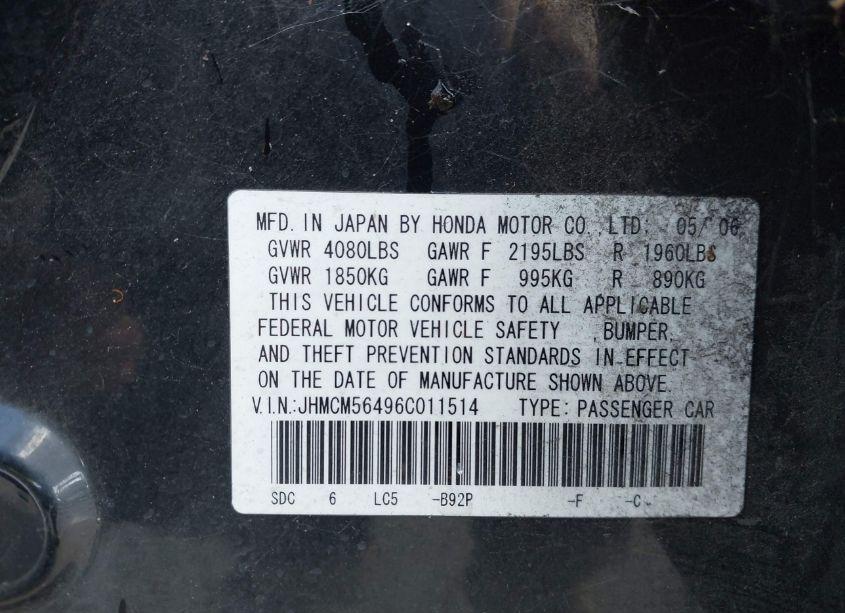 MFD. IN JAPAN BY HONDA MOTOR CO.,LTD. 05/'06
GVWR 4080LBS GAWR F 2195LBS R 1960LBS
GVWR 1850KG GAWR F 995KG R 890KG
THIS VEHICLE CONFORMS TO ALL APPLICABLE
FEDERAL MOTOR VEHICLE SAFETY ,BUMPER,
AND THEFT PREVENTION STANDARDS IN EFFECT
ON THE DATE OF MANUFACTURE SHOWN ABOVE.
V.I.N.:JHMCM56496C011514 TYPE:PASSENGER CAR
SDC 6 LC5 -B92P -F -C